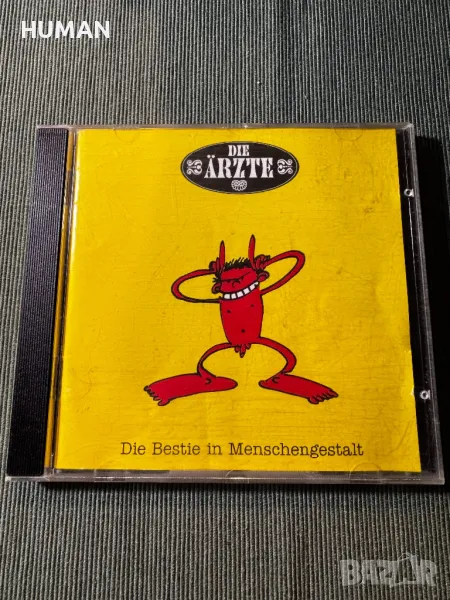 HUMAN
DIE
ÄRZTE
Die Bestie in Menschengestalt
BAZAR